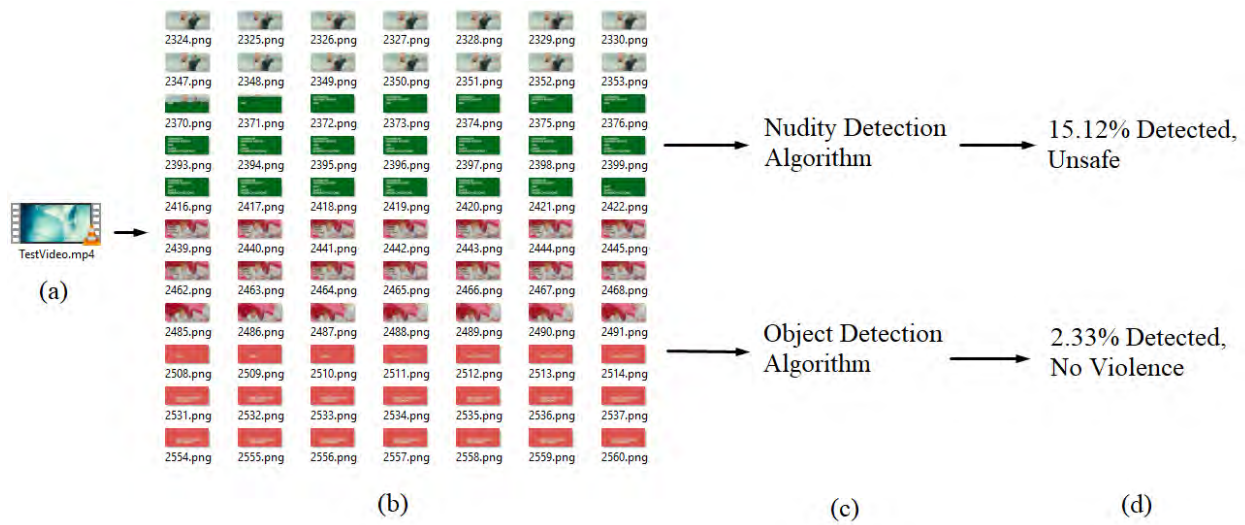 2324.png 2325.png 2326.png 2327.png 2328.png 2329.png 2330.png
2347.png 2348.png 2349.png 2350.png 2351.png 2352.png 2353.png
2370.png 2371.png 2372.png 2373.png 2374.png 2375.png 2376.png
2393.png 2394.png 2395.png 2396.png 2397.png 2398.png 2399.png
2416.png 2417.png 2418.png 2419.png 2420.png 2421.png 2422.png
2439.png 2440.png 2441.png 2442.png 2443.png 2444.png 2445.png
2462.png 2463.png 2464.png 2465.png 2466.png 2467.png 2468.png
2485.png 2486.png 2487.png 2488.png 2489.png 2490.png 2491.png
2508.png 2509.png 2510.png 2511.png 2512.png 2513.png 2514.png
2531.png 2532.png 2533.png 2534.png 2535.png 2536.png 2537.png
2554.png 2555.png 2556.png 2557.png 2558.png 2559.png 2560.png
TestVideo.mp4
(a)
Nudity Detection
Algorithm
15.12% Detected,
Unsafe
Object Detection
Algorithm
2.33% Detected,
No Violence
(b)
(c)
(d)